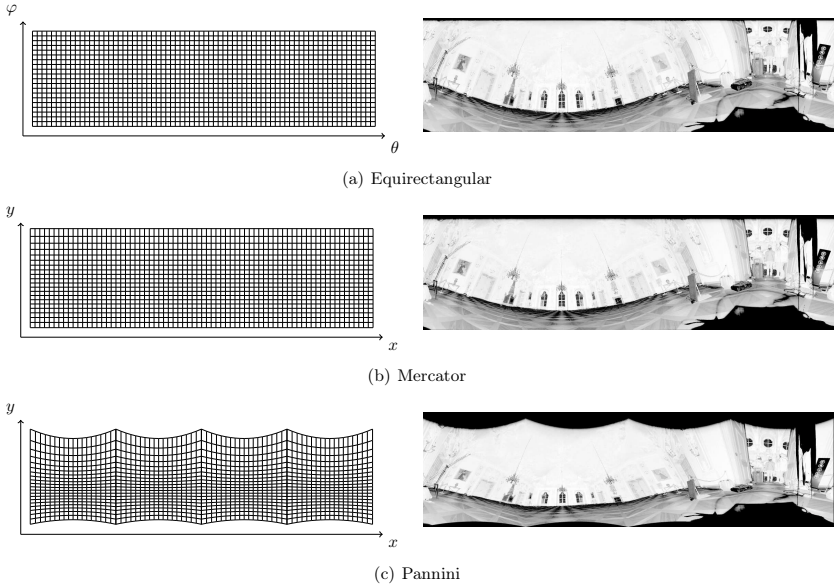 φ
θ
(a) Equirectangular
y
x
(b) Mercator
y
x
(c) Pannini